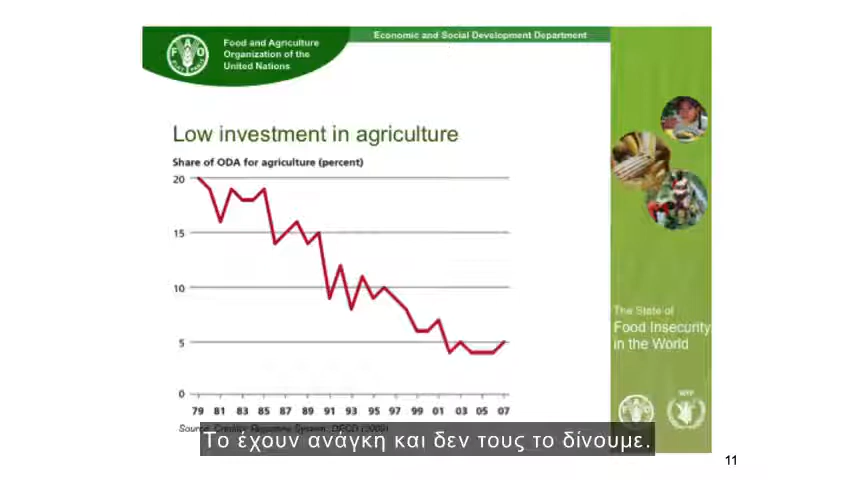 Food and Agriculture
Organization of the
United Nations
Economic and Social Development Department
Low investment in agriculture
Share of ODA for agriculture (percent)
20
15
10
5
0
79 81 83 85 87 89 91 93 95 97 99 01 03 05 07
Source:
Το έχουν ανάγκη και δεν τους το δίνουμε.
The State of
Food Insecurity
in the World
WFP
11